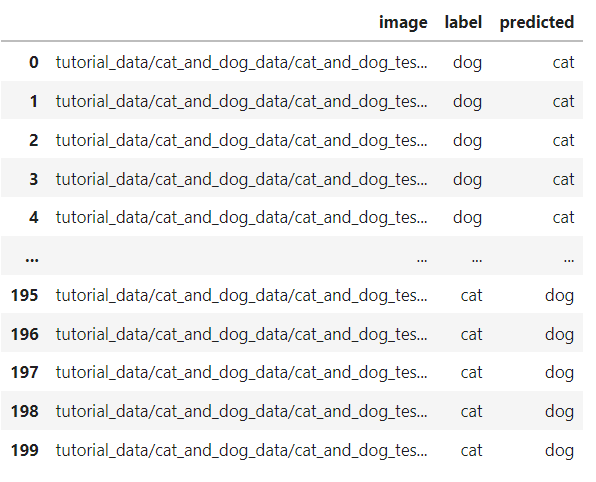 image label predicted
0 tutorial_data/cat_and_dog_data/cat_and_dog_tes... dog cat
1 tutorial_data/cat_and_dog_data/cat_and_dog_tes... dog cat
2 tutorial_data/cat_and_dog_data/cat_and_dog_tes... dog cat
3 tutorial_data/cat_and_dog_data/cat_and_dog_tes... dog cat
4 tutorial_data/cat_and_dog_data/cat_and_dog_tes... dog cat
... ... ... ...
195 tutorial_data/cat_and_dog_data/cat_and_dog_tes... cat dog
196 tutorial_data/cat_and_dog_data/cat_and_dog_tes... cat dog
197 tutorial_data/cat_and_dog_data/cat_and_dog_tes... cat dog
198 tutorial_data/cat_and_dog_data/cat_and_dog_tes... cat dog
199 tutorial_data/cat_and_dog_data/cat_and_dog_tes... cat dog